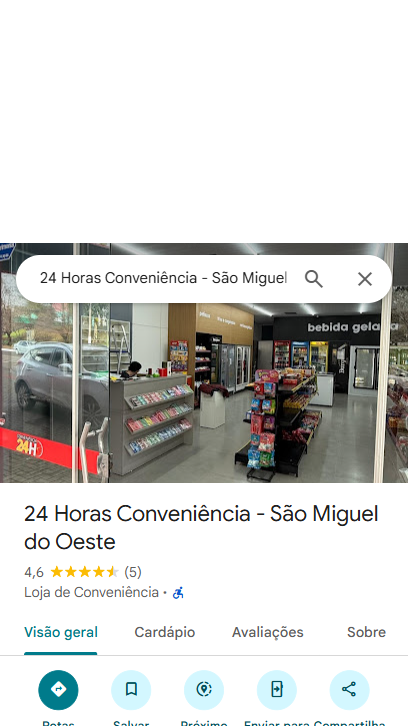 24 Horas Conveniência - São Miguel
bebida gelada
24H
24 Horas Conveniência - São Miguel
do Oeste
4,6 (5)
Loja de Conveniência ·
Visão geral Cardápio Avaliações Sobre
Rotas Salvar Próximo Enviar para Compartilha